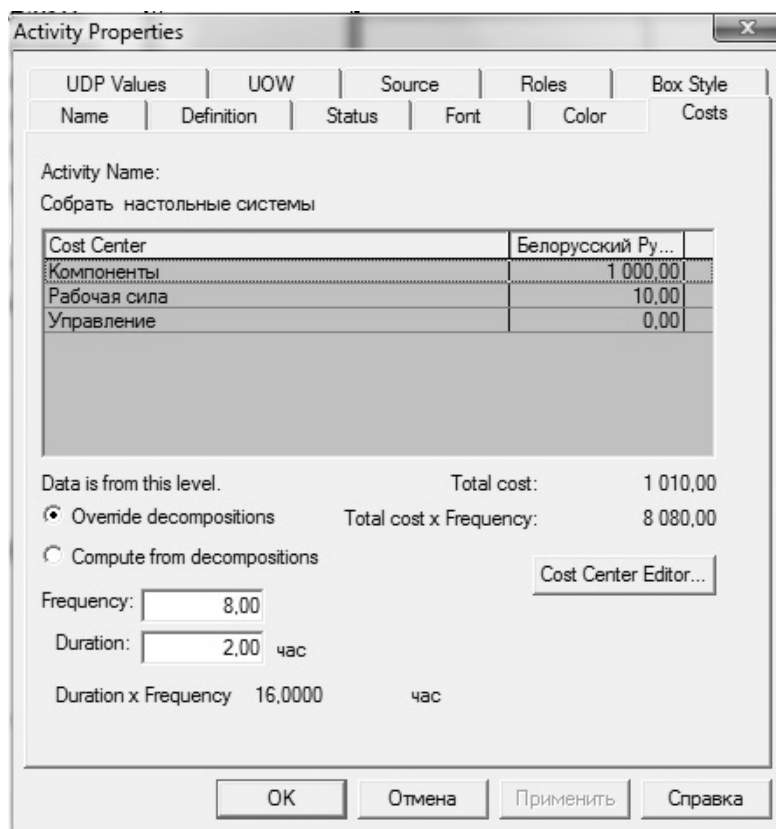 Activity Properties
UDP Values UOW Source Roles Box Style
Name Definition Status Font Color Costs
Activity Name:
Собрать настольные системы
Cost Center Белорусский Ру...
Компоненты 1 000,00
Рабочая сила 10,00
Управление 0,00
Data is from this level. Total cost: 1 010,00
Override decompositions Total cost x Frequency: 8 080,00
Compute from decompositions
Cost Center Editor...
Frequency: 8,00
Duration: 2,00 час
Duration x Frequency 16,0000 час
OK Отмена Применить Справка